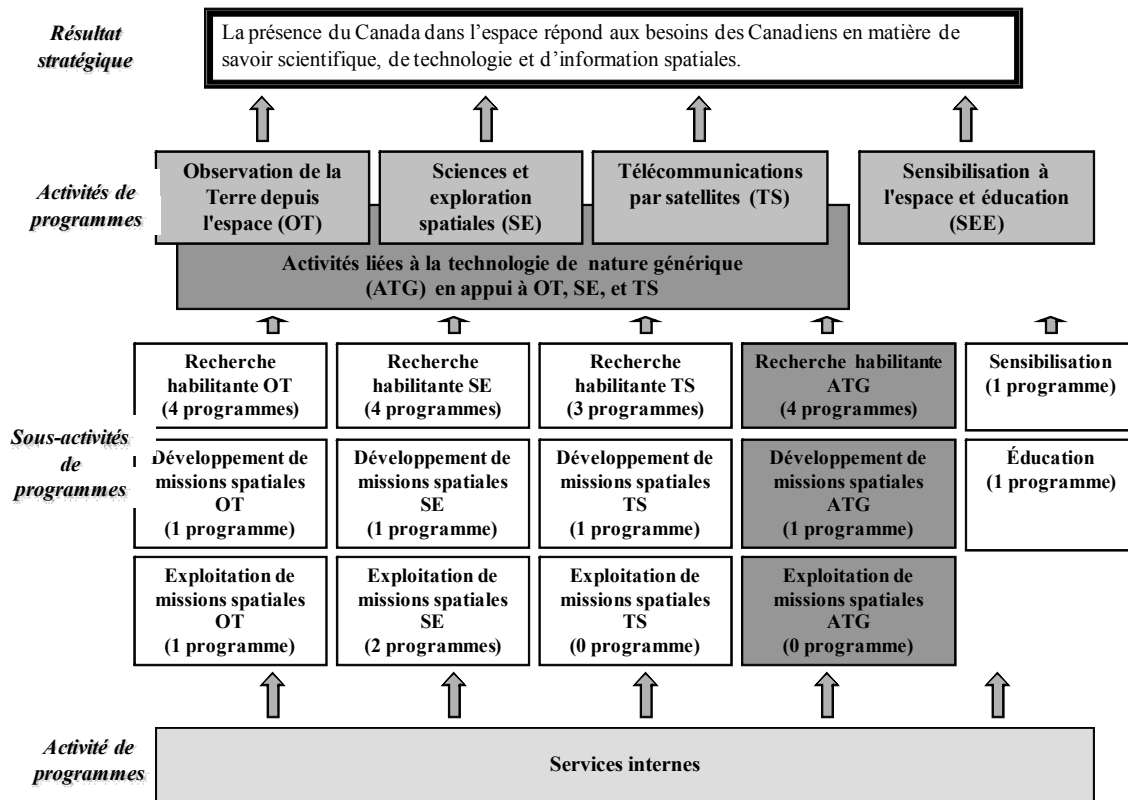 Résultat
stratégique
La présence du Canada dans l'espace répond aux besoins des Canadiens en matière de
savoir scientifique, de technologie et d'information spatiales.
Activités de
programmes
Observation de la
Terre depuis
l'espace (OT)
Sciences et
exploration
spatiales (SE)
Télécommunications
par satellites (TS)
Sensibilisation à
l'espace et éducation
(SEE)
Activités liées à la technologie de nature générique
(ATG) en appui à OT, SE, et TS
Sous-activités
de
programmes
Recherche
habilitante OT
(4 programmes)
Recherche
habilitante SE
(4 programmes)
Recherche
habilitante TS
(3 programmes)
Recherche habilitante
ATG
(4 programmes)
Sensibilisation
(1 programme)
Développement de
missions spatiales
OT
(1 programme)
Développement de
missions spatiales
SE
(1 programme)
Développement de
missions spatiales
TS
(1 programme)
Développement de
missions spatiales
ATG
(1 programme)
Éducation
(1 programme)
Exploitation de
missions spatiales
OT
(1 programme)
Exploitation de
missions spatiales
SE
(2 programmes)
Exploitation de
missions spatiales
TS
(0 programme)
Exploitation de
missions spatiales
ATG
(0 programme)
Activité de
programmes
Services internes